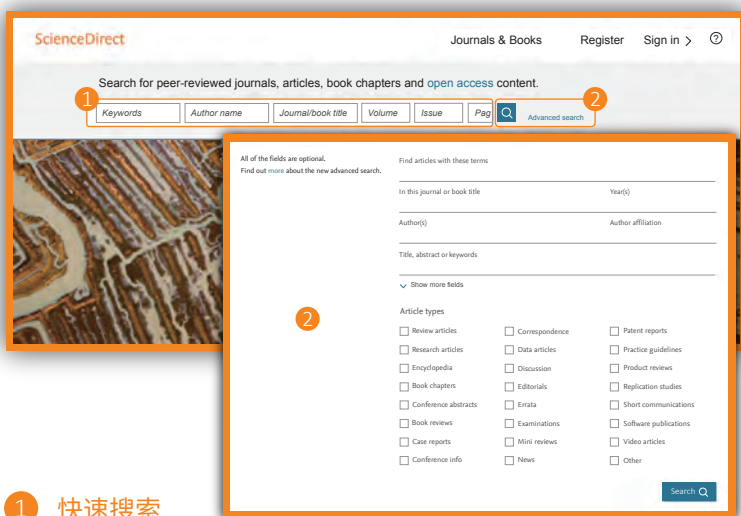 ScienceDirect
Journals & Books Register Sign in > ?
Search for peer-reviewed journals, articles, book chapters and open access content.
1 2
Keywords Author name Journal/book title Volume Issue Pag Advanced search
All of the fields are optional.
Find out more about the new advanced search.
Find articles with these terms
In this journal or book title Year(s)
Author(s) Author affiliation
Title, abstract or keywords
Show more fields
2
Article types
Review articles Correspondence Patent reports
Research articles Data articles Practice guidelines
Encyclopedia Discussion Product reviews
Book chapters Editorials Replication studies
Conference abstracts Errata Short communications
Book reviews Examinations Software publications
Case reports Mini reviews Video articles
Conference info News Other
Search
1 快速搜索